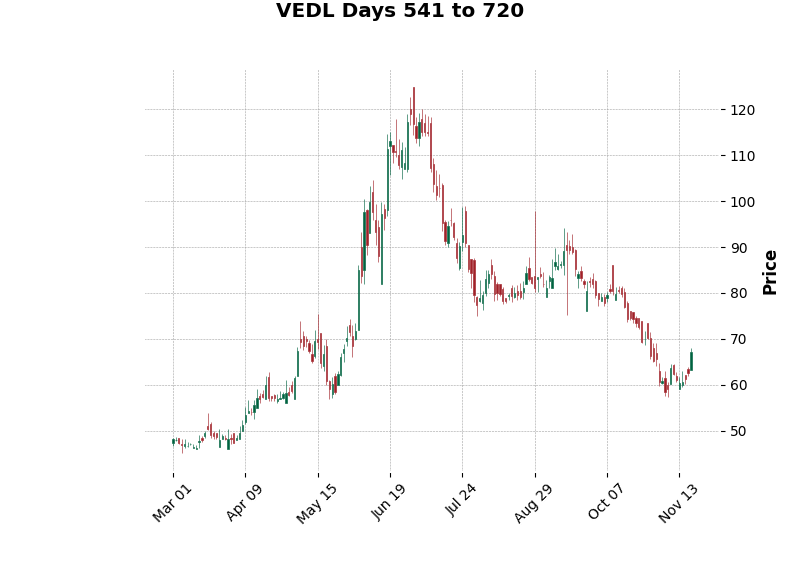 VEDL Days 541 to 720
120
110
100
90
80
70
60
50
Price
Mar 01
Apr 09
May 15
Jun 19
Jul 24
Aug 29
Oct 07
Nov 13